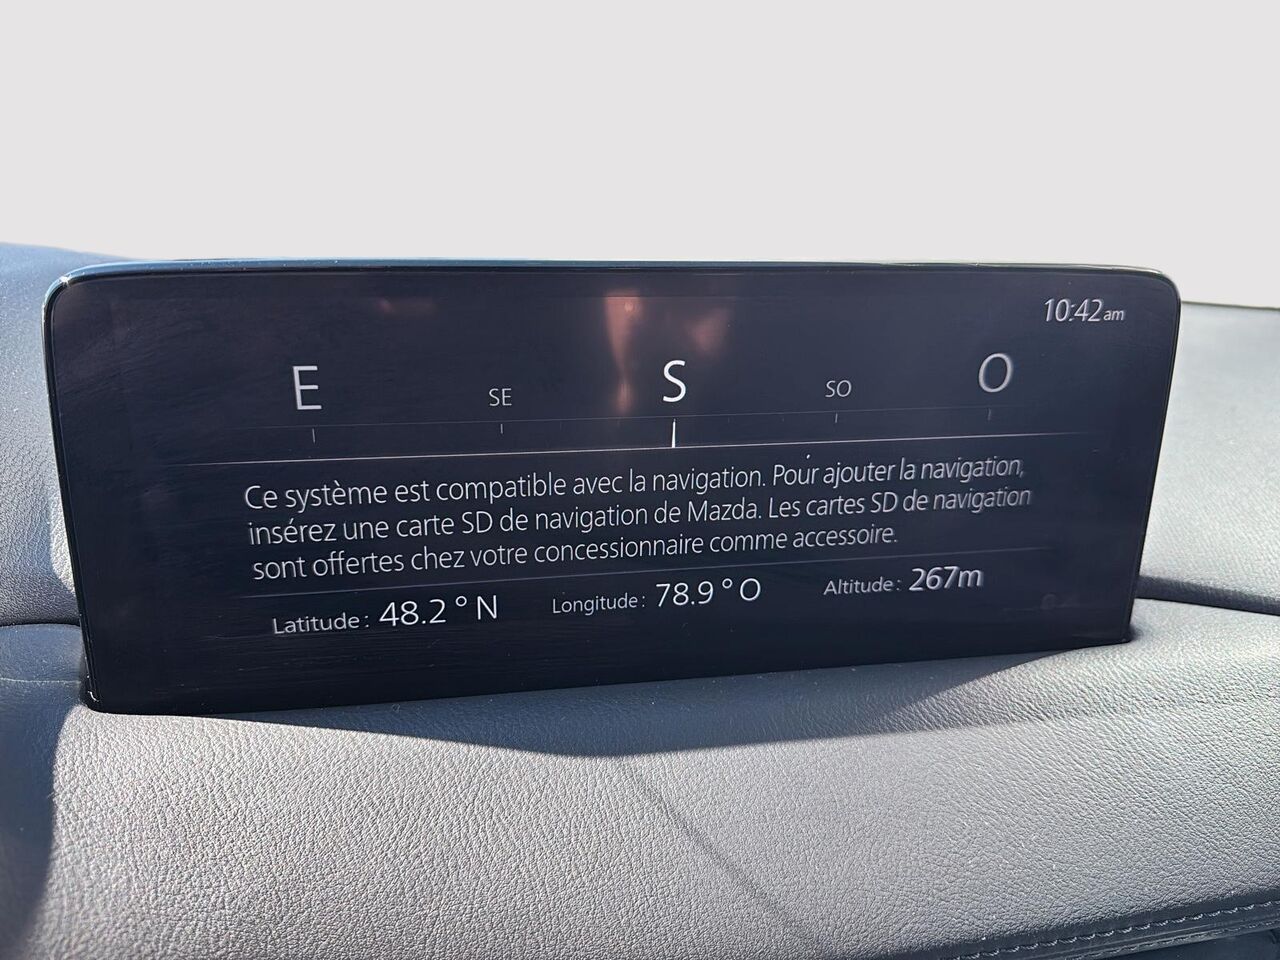 10:42 am
E SE S SO O
Ce système est compatible avec la navigation. Pour ajouter la navigation,
insérez une carte SD de navigation de Mazda. Les cartes SD de navigation
sont offertes chez votre concessionnaire comme accessoire.
Latitude: 48.2 ° N Longitude: 78.9 ° O Altitude: 267m